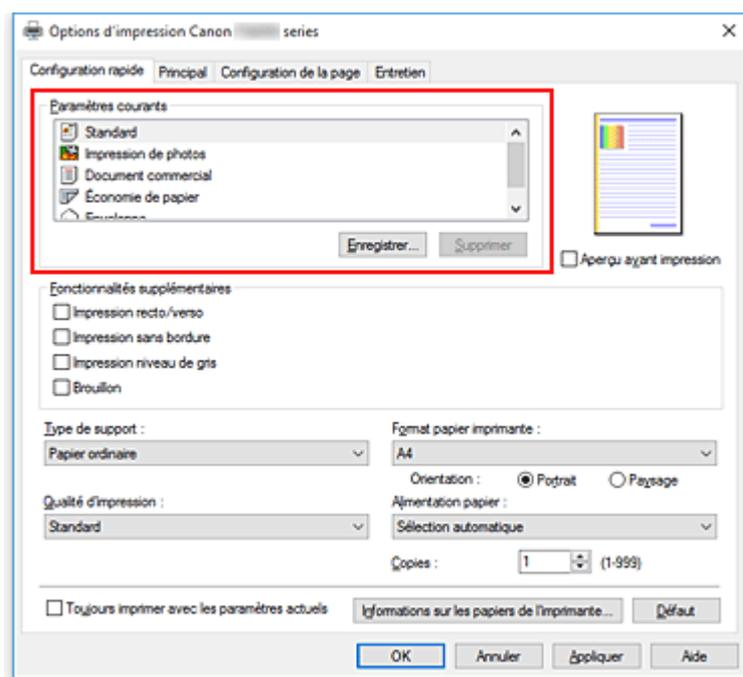 Options d'impression Canon series
Configuration rapide Principal Configuration de la page Entretien
Paramètres courants
Standard
Impression de photos
Document commercial
Économie de papier
Enregistrer... Supprimer
Aperçu avant impression
Fonctionnalités supplémentaires
Impression recto/verso
Impression sans bordure
Impression niveau de gris
Brouillon
Type de support :
Papier ordinaire
Format papier imprimante :
A4
Orientation : Portrait Paysage
Qualité d'impression :
Standard
Alimentation papier :
Sélection automatique
Copies : 1 (1-999)
Toujours imprimer avec les paramètres actuels Informations sur les papiers de l'imprimante... Défaut
OK Annuler Appliquer Aide